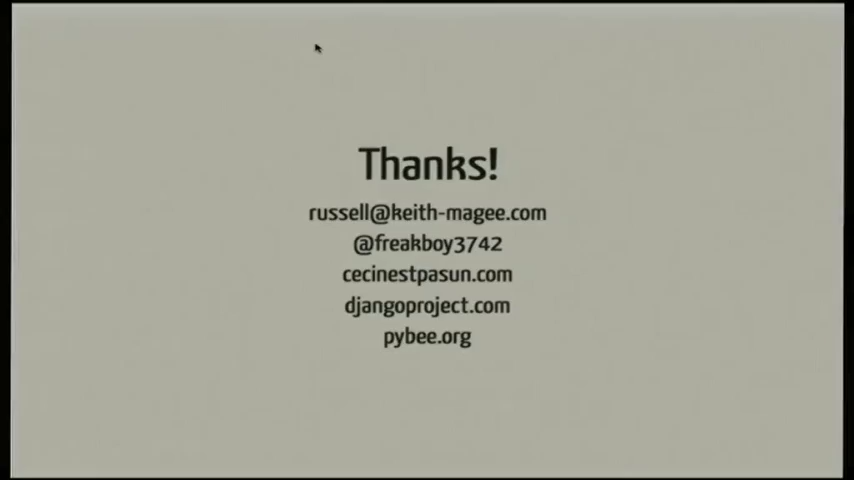 Thanks!
russell@keith-magee.com
@freakboy3742
cecinestpasun.com
djangoproject.com
pybee.org